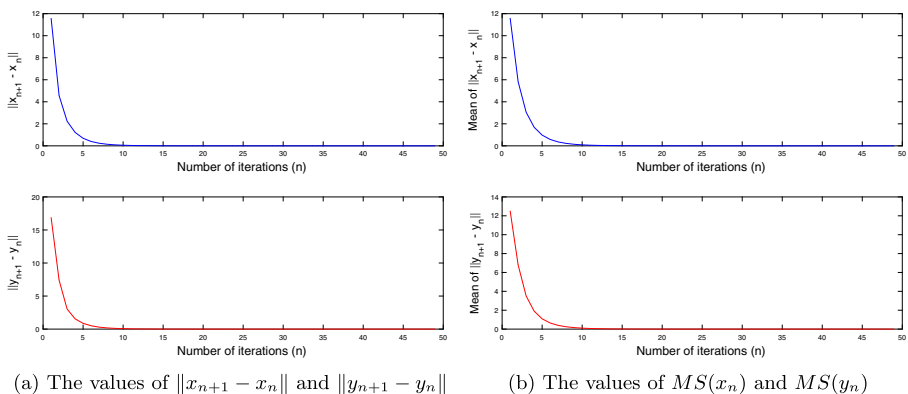 ||x_{n+1} - x_n||
12
10
8
6
4
2
0
0 5 10 15 20 25 30 35 40 45 50
Number of iterations (n)
Mean of ||x_{n+1} - x_n||
12
10
8
6
4
2
0
0 5 10 15 20 25 30 35 40 45 50
Number of iterations (n)
||y_{n+1} - y_n||
20
15
10
5
0
0 5 10 15 20 25 30 35 40 45 50
Number of iterations (n)
Mean of ||y_{n+1} - y_n||
14
12
10
8
6
4
2
0
0 5 10 15 20 25 30 35 40 45 50
Number of iterations (n)
(a) The values of ∥x_{n+1} − x_n∥ and ∥y_{n+1} − y_n∥
(b) The values of MS(x_n) and MS(y_n)